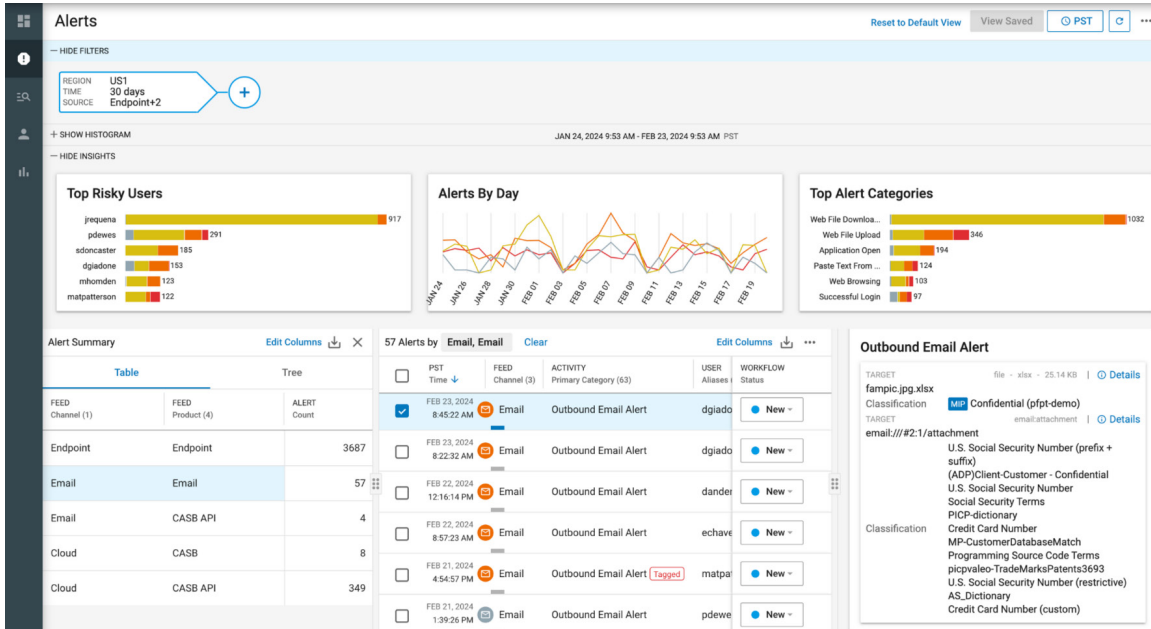 Alerts
Reset to Default View
View Saved
PST
HIDE FILTERS
REGION US1
TIME 30 days
SOURCE Endpoint+2
SHOW HISTOGRAM
JAN 24, 2024 9:53 AM - FEB 23, 2024 9:53 AM PST
HIDE INSIGHTS
Top Risky Users
jrequena 917
pdewes 291
sdoncaster 185
dgiadone 153
mhomden 123
matpatterson 122
Alerts By Day
JAN 24
JAN 26
JAN 28
JAN 30
FEB 01
FEB 03
FEB 05
FEB 07
FEB 09
FEB 11
FEB 13
FEB 15
FEB 17
FEB 19
Top Alert Categories
Web File Downloa... 1032
Web File Upload 346
Application Open 194
Paste Text From ... 124
Web Browsing 103
Successful Login 97
Alert Summary
Edit Columns
Table
Tree
FEED FEED ALERT
Channel (1) Product (4) Count
Endpoint Endpoint 3687
Email Email 57
Email CASB API 4
Cloud CASB 8
Cloud CASB API 349
57 Alerts by Email, Email Clear
Edit Columns
PST FEED ACTIVITY USER WORKFLOW
Time Channel (3) Primary Category (63) Aliases Status
FEB 23, 2024
8:45:22 AM Email Outbound Email Alert dgiado New
FEB 23, 2024
8:22:32 AM Email Outbound Email Alert dgiado New
FEB 22, 2024
12:16:14 PM Email Outbound Email Alert dander New
FEB 22, 2024
8:57:23 AM Email Outbound Email Alert echave New
FEB 21, 2024
4:54:57 PM Email Outbound Email Alert Tagged matpa New
FEB 21, 2024
1:39:26 PM Email Outbound Email Alert pdewe New
Outbound Email Alert
TARGET file - xlsx - 25.14 KB | Details
fampic.jpg.xlsx
Classification MIP Confidential (pfpt-demo)
TARGET email:attachment | Details
email:///#2:1/attachment
U.S. Social Security Number (prefix +
suffix)
(ADP)Client-Customer - Confidential
U.S. Social Security Number
Social Security Terms
PICP-dictionary
Classification Credit Card Number
MP-CustomerDatabaseMatch
Programming Source Code Terms
picpvaleo-TradeMarksPatents3693
U.S. Social Security Number (restrictive)
AS_Dictionary
Credit Card Number (custom)